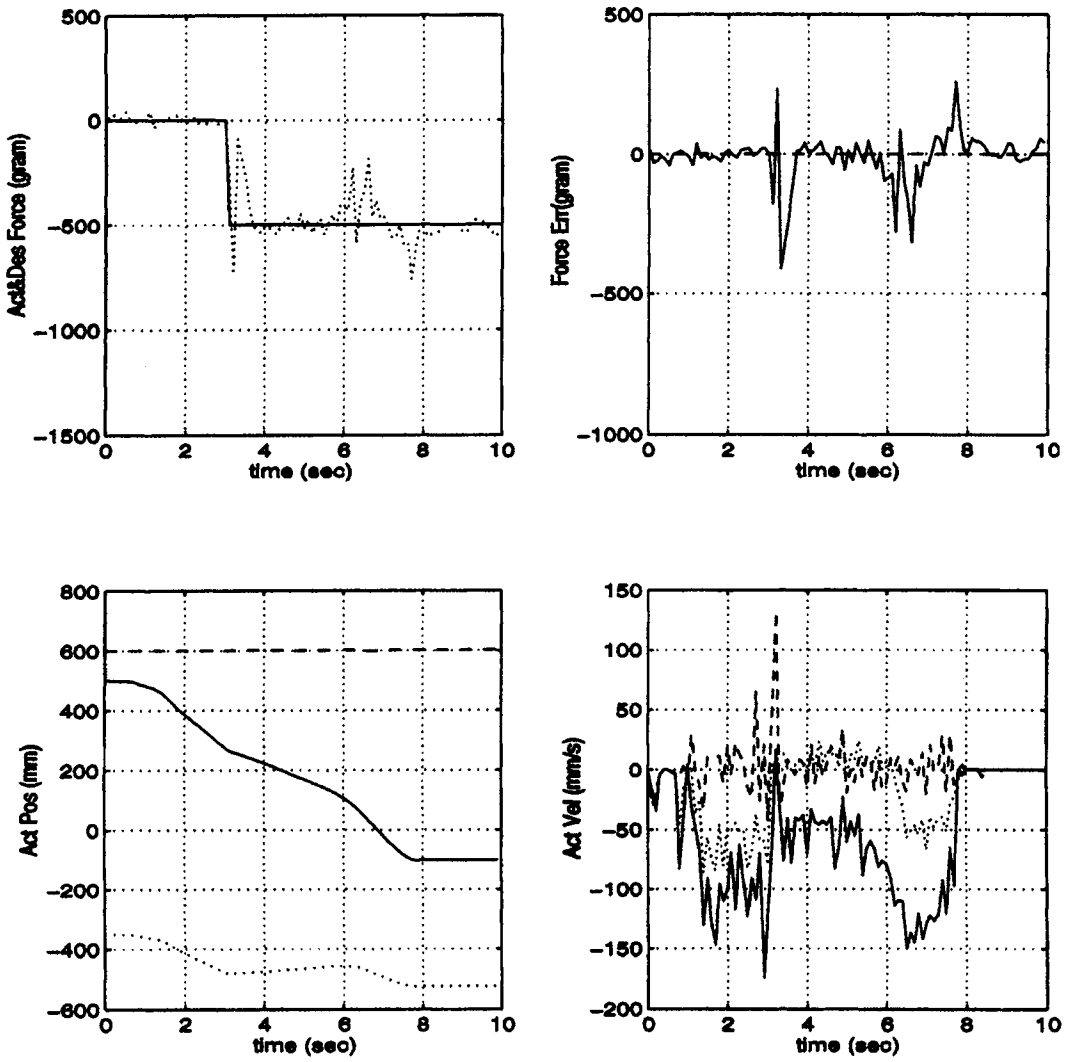 500
0
−500
−1000
−1500
Act&Des Force (gram)
0 2 4 6 8 10
time (sec)
500
0
−500
−1000
Force Err(gram)
0 2 4 6 8 10
time (sec)
800
600
400
200
0
−200
−400
−600
Act Pos (mm)
0 2 4 6 8 10
time (sec)
150
100
50
0
−50
−100
−150
−200
Act Vel (mm/s)
0 2 4 6 8 10
time (sec)